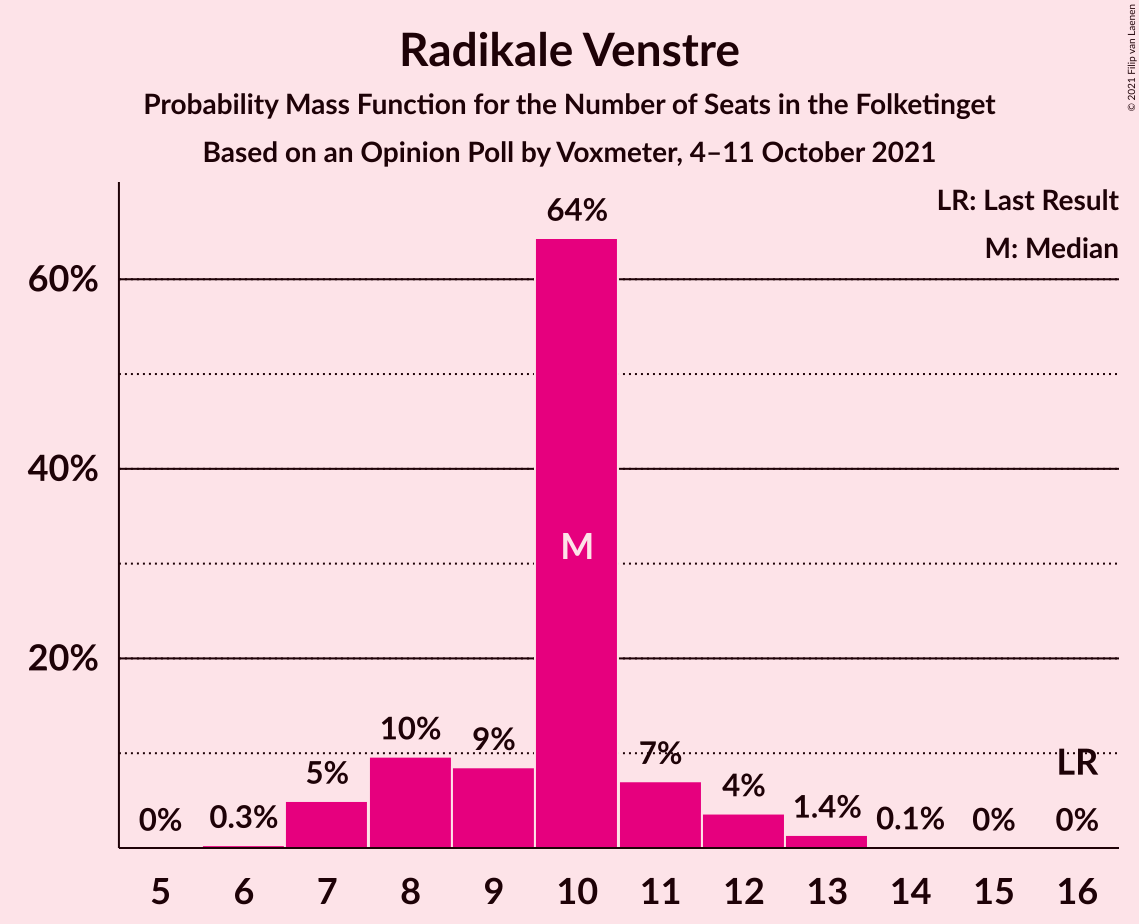 Radikale Venstre
Probability Mass Function for the Number of Seats in the Folketinget
Based on an Opinion Poll by Voxmeter, 4–11 October 2021
© 2021 Filip van Laenen
LR: Last Result
M: Median
60%
40%
20%
0%
0.3%
5%
10%
9%
64%
M
7%
4%
1.4%
0.1%
0%
LR
0%
5 6 7 8 9 10 11 12 13 14 15 16